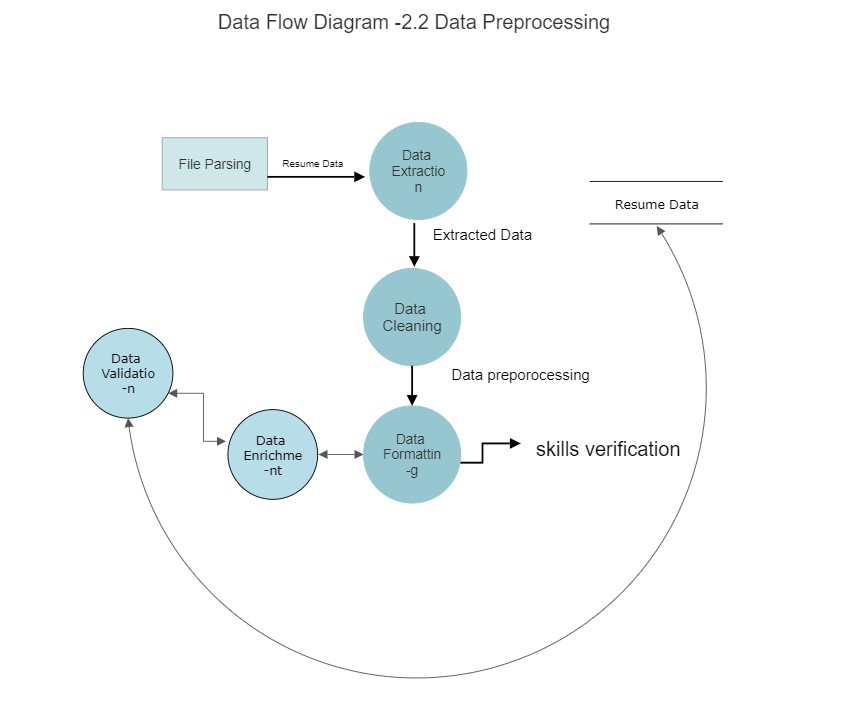 Data Flow Diagram -2.2 Data Preprocessing
File Parsing
Resume Data
Data
Extractio
n
Resume Data
Extracted Data
Data
Cleaning
Data preporocessing
Data
Validatio
-n
Data
Enrichme
-nt
Data
Formattin
-g
skills verification